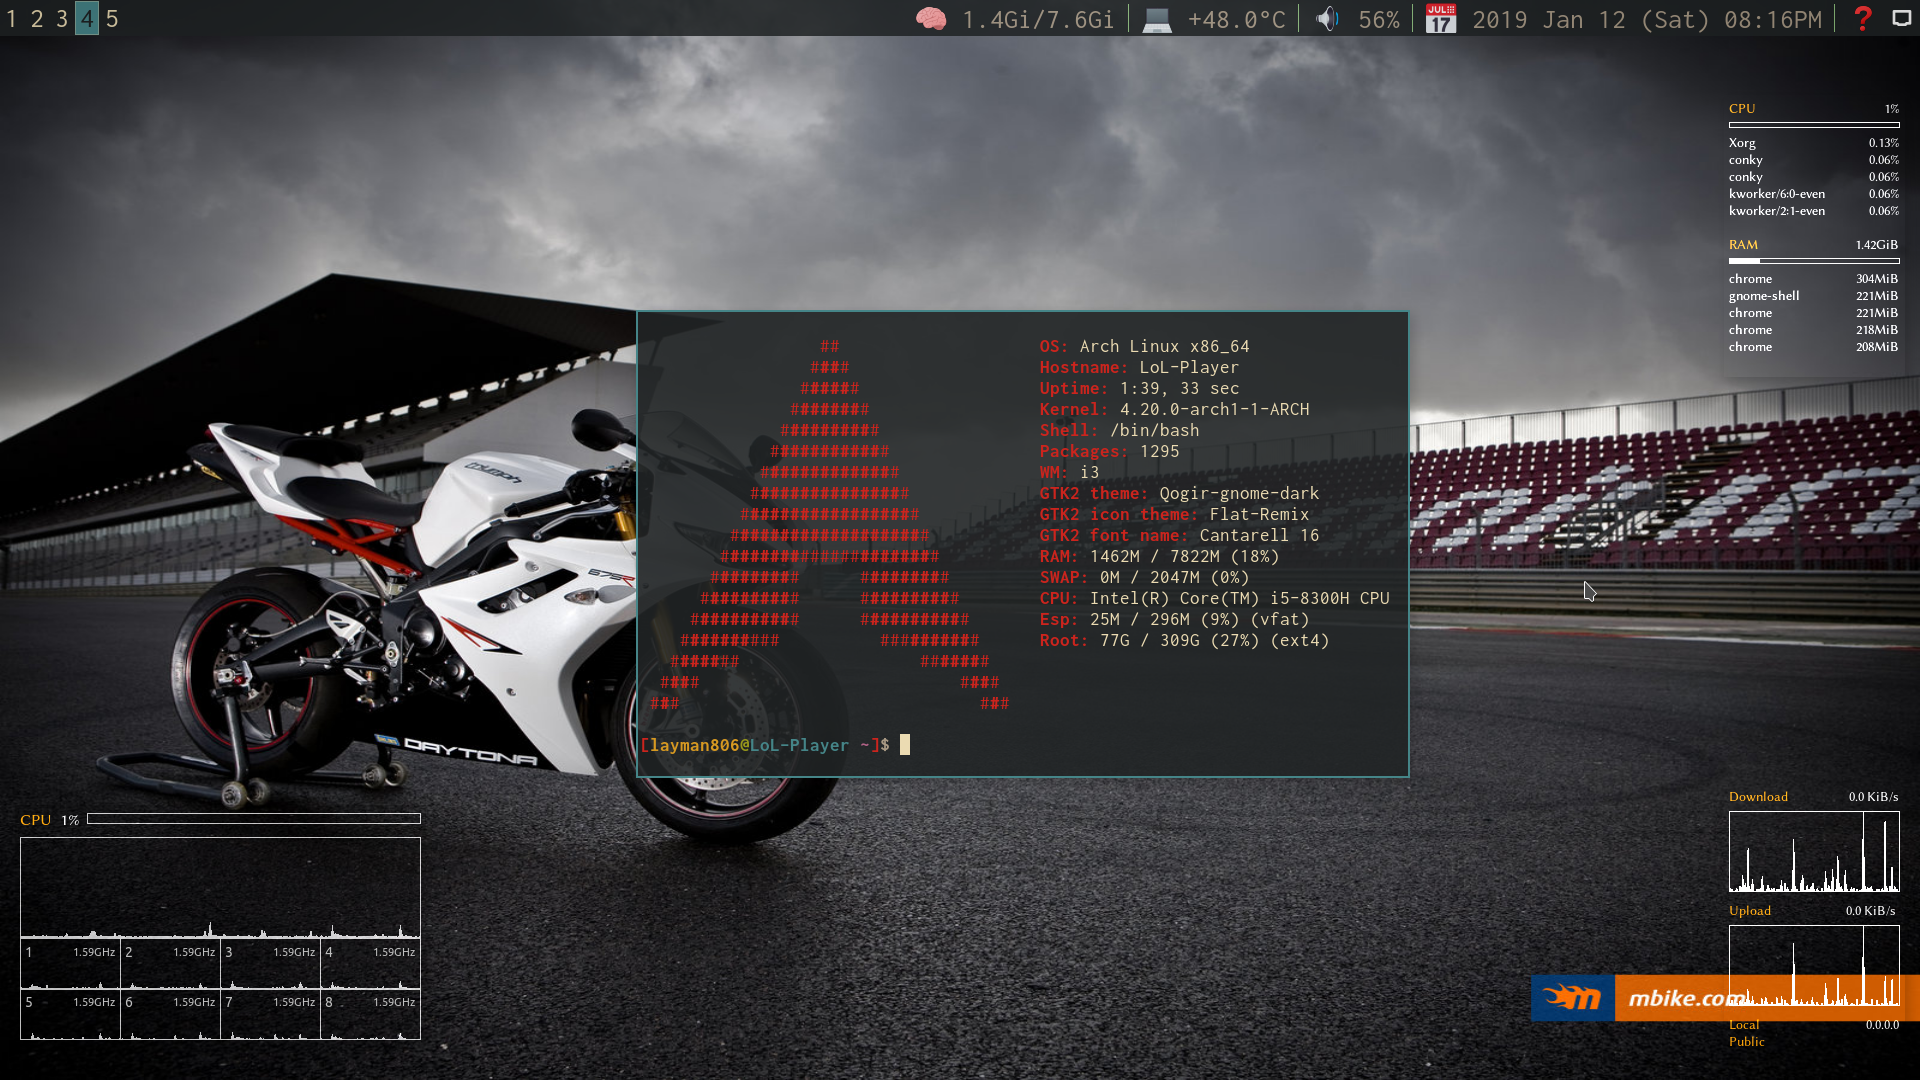 1 2 3 4 5
1.4Gi/7.6Gi
+48.0°C
56%
JUL 17
2019 Jan 12 (Sat) 08:16PM
?
CPU 1%
Xorg 0.13%
conky 0.06%
conky 0.06%
kworker/6:0-even 0.06%
kworker/2:1-even 0.06%
RAM 1.42GiB
chrome 304MiB
gnome-shell 221MiB
chrome 221MiB
chrome 218MiB
chrome 208MiB
##
####
######
########
##########
############
##############
################
##################
####################
######################
######### #########
########## ##########
########### ###########
########## ##########
####### #######
#### ####
### ###
OS: Arch Linux x86_64
Hostname: LoL-Player
Uptime: 1:39, 33 sec
Kernel: 4.20.0-arch1-1-ARCH
Shell: /bin/bash
Packages: 1295
WM: i3
GTK2 theme: Qogir-gnome-dark
GTK2 icon theme: Flat-Remix
GTK2 font name: Cantarell 16
RAM: 1462M / 7822M (18%)
SWAP: 0M / 2047M (0%)
CPU: Intel(R) Core(TM) i5-8300H CPU
Esp: 25M / 296M (9%) (vfat)
Root: 77G / 309G (27%) (ext4)
[layman806@LoL-Player ~]$
TRIUMPH
675R
DAYTONA
CPU 1%
1 1.59GHz 2 1.59GHz 3 1.59GHz 4 1.59GHz
5 1.59GHz 6 1.59GHz 7 1.59GHz 8 1.59GHz
Download 0.0 KiB/s
Upload 0.0 KiB/s
m mbike.com
Local 0.0.0.0
Public